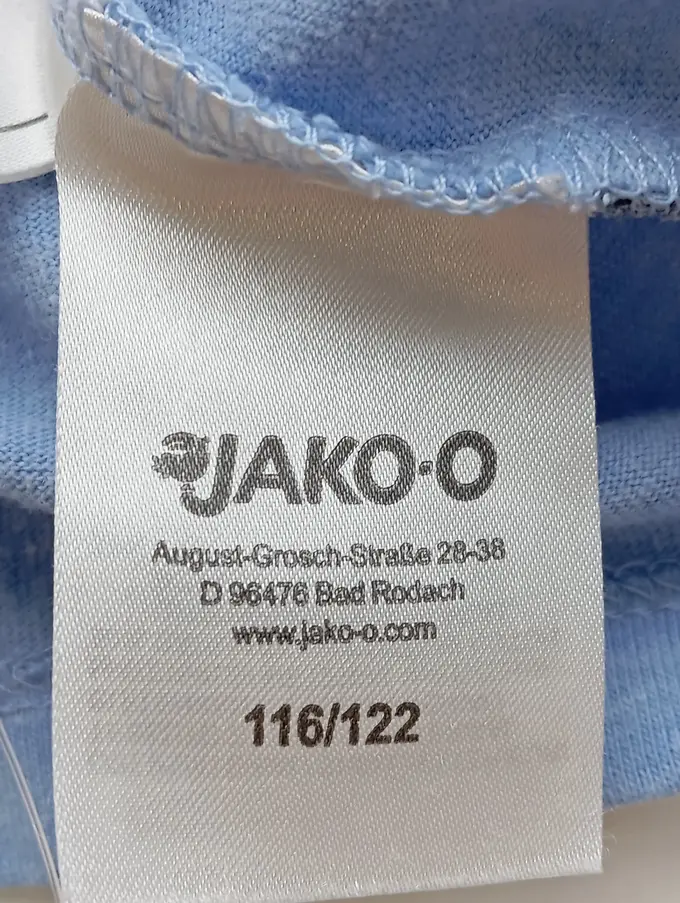 JAKO-O
August-Grosch-Straße 28-38
D 96476 Bad Rodach
www.jako-o.com
116/122